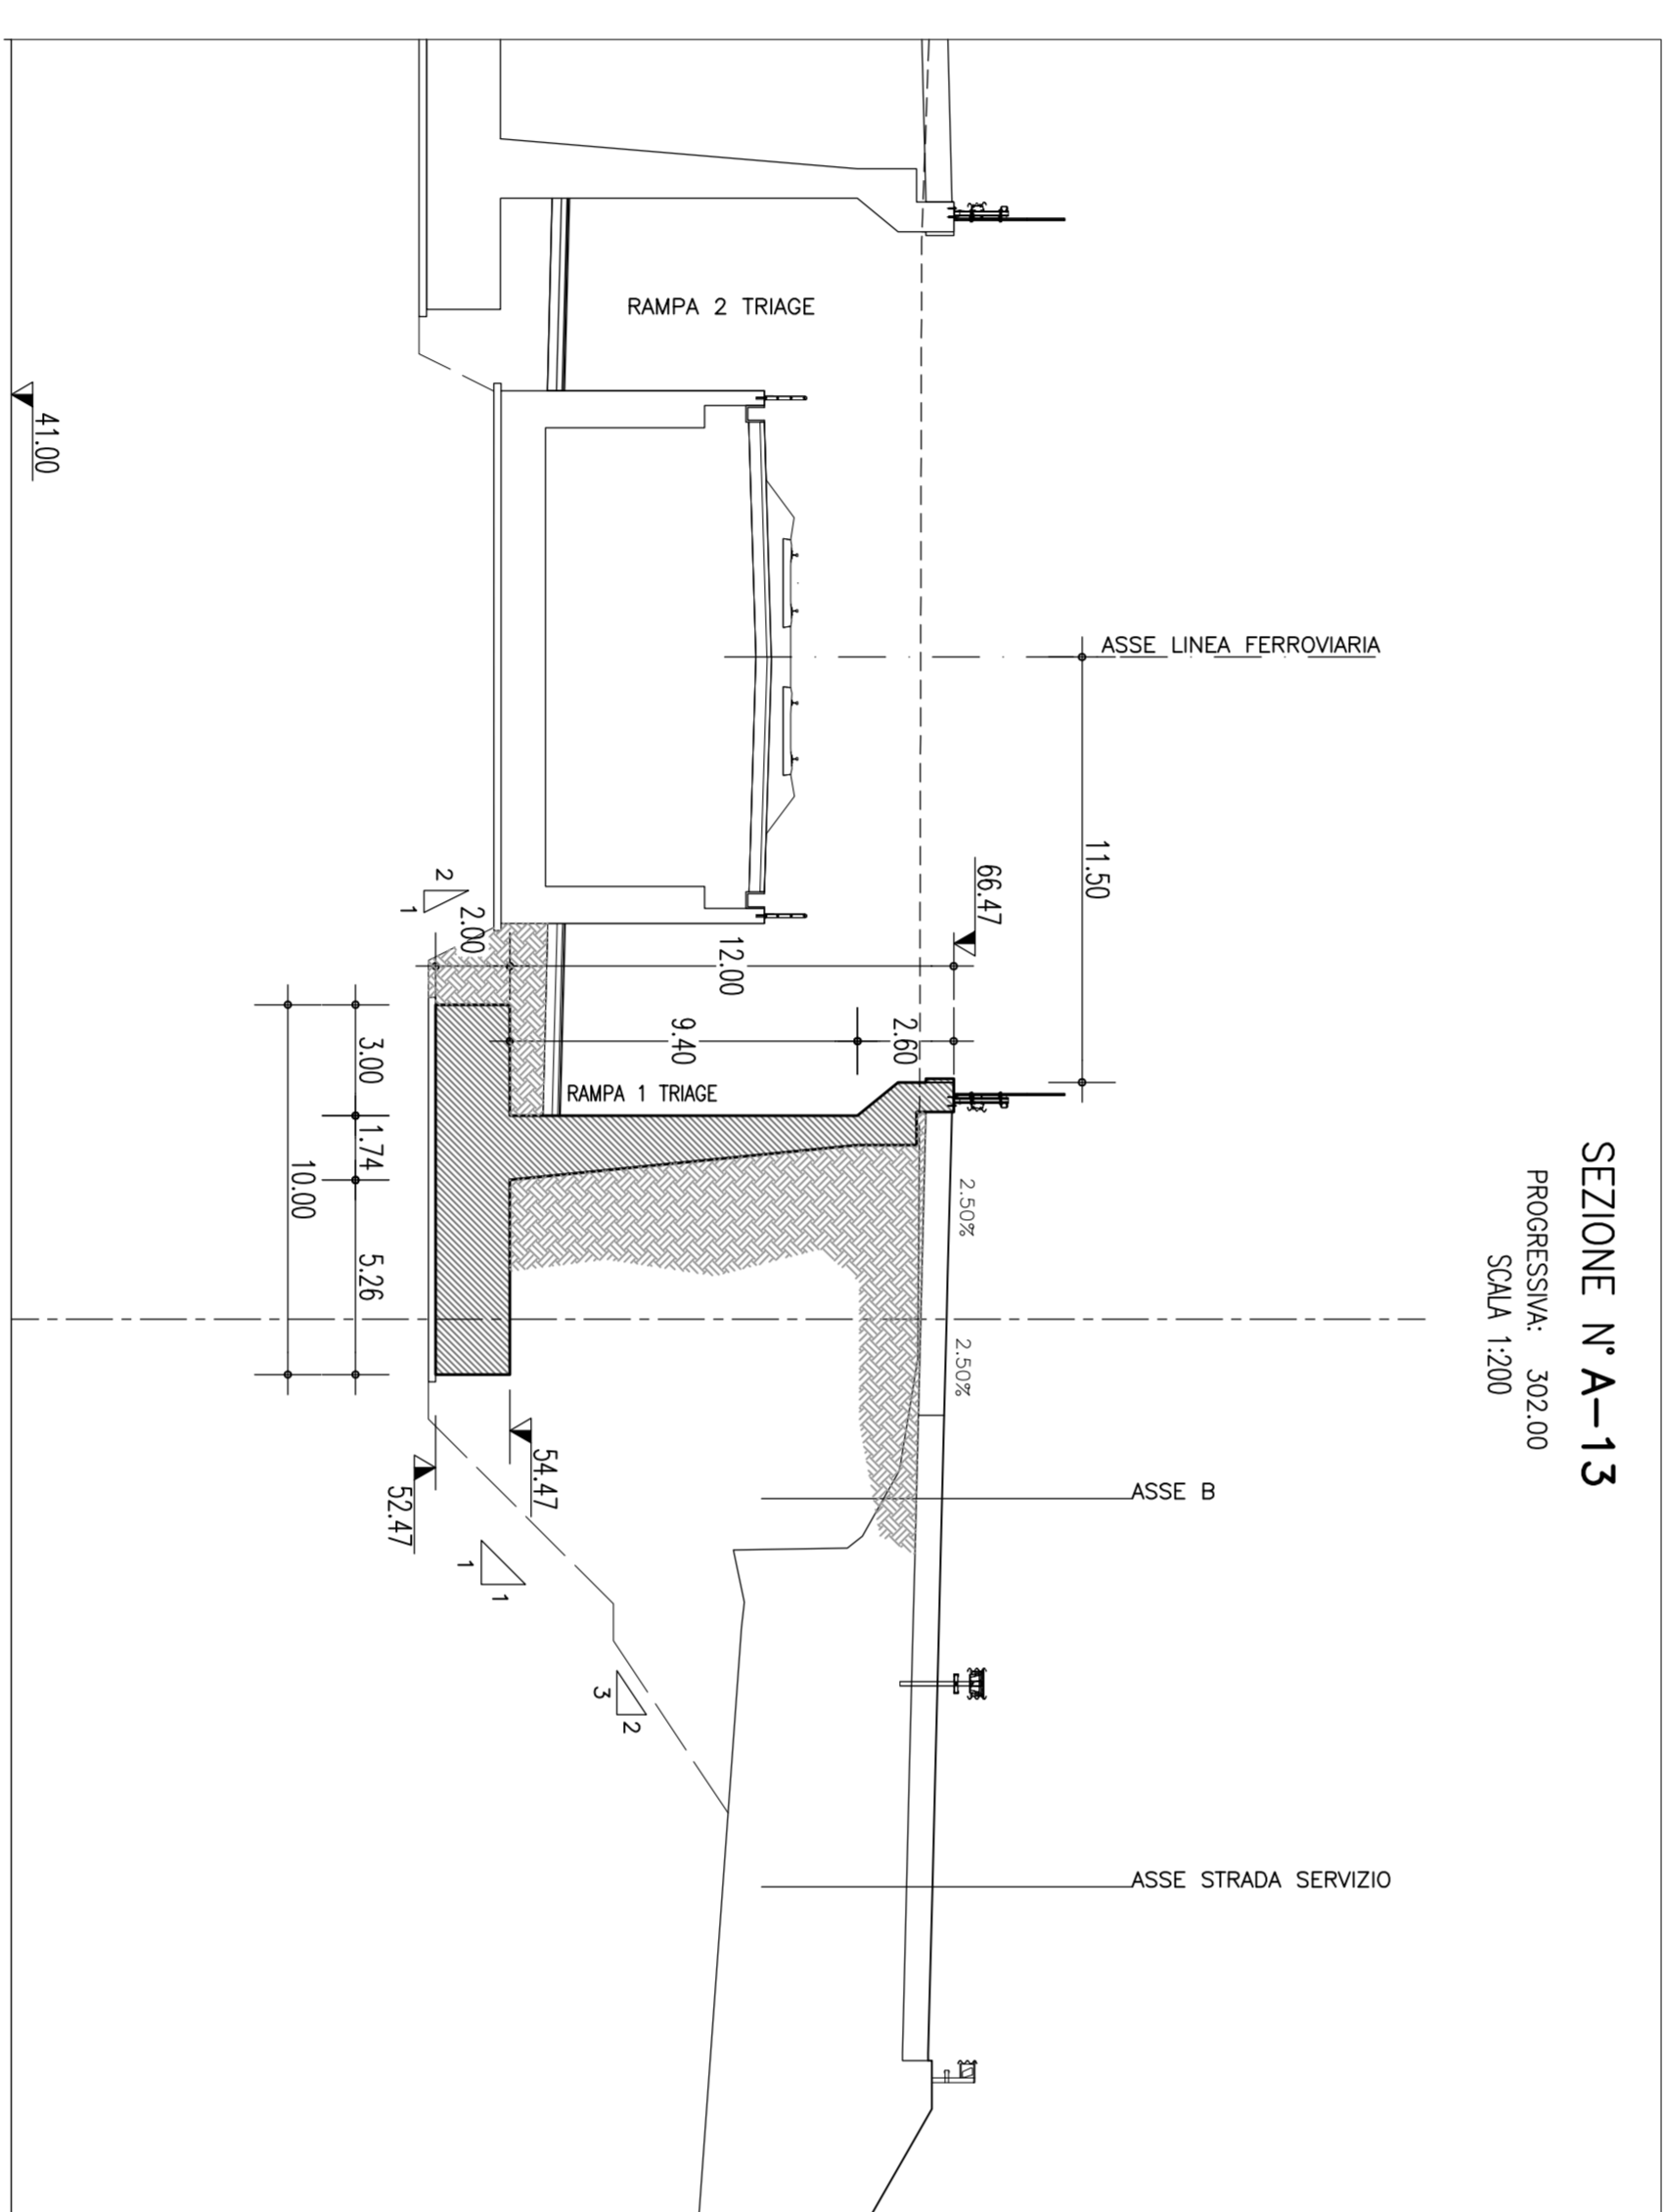 SEZIONE N° A-13
PROGRESSIVA: 302.00
SCALA 1:200
ASSE LINEA FERROVIARIA
ASSE B
ASSE STRADA SERVIZIO
11.50
66.47
2.50%
2.50%
2.60
12.00
9.40
RAMPA 2 TRIAGE
RAMPA 1 TRIAGE
2.00
2
1
54.47
52.47
1
1
3
2
3.00
1.74
5.26
10.00
41.00